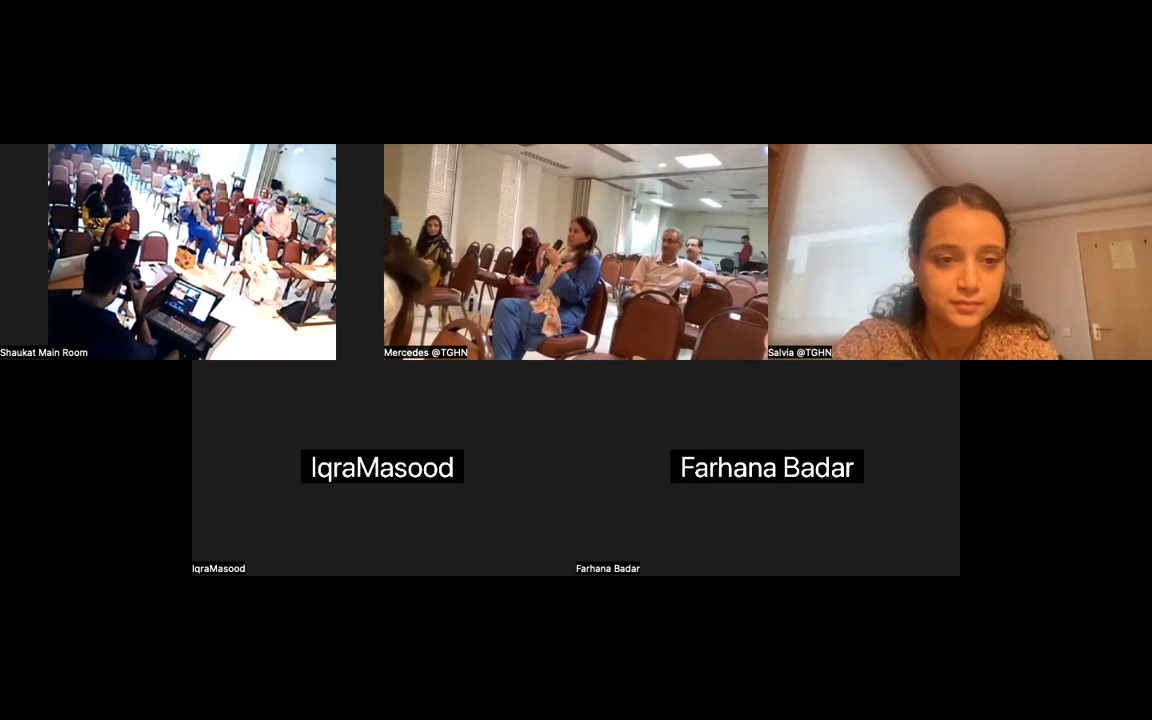 Shaukat Main Room
Mercedes @TGHN
Salvia @TGHN
IqraMasood
Farhana Badar
IqraMasood
Farhana Badar